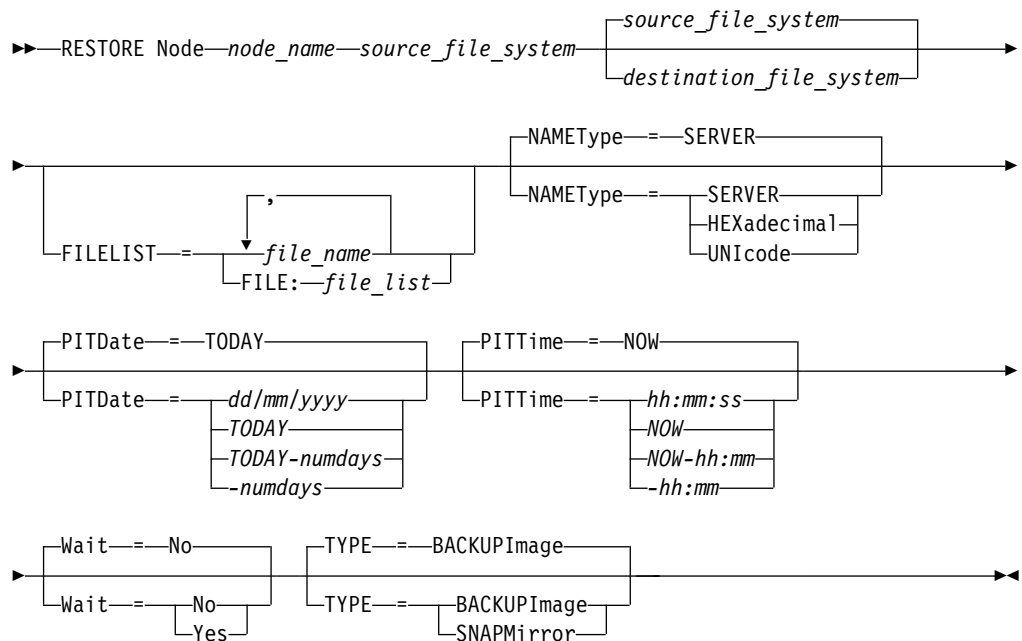 source_file_system
RESTORE Node node_name source_file_system
destination_file_system
NAMEType = SERVER
NAMEType = SERVER
,
HEXadecimal
FILELIST = file_name
UNIcode
FILE: file_list
PITDate = TODAY PITTime = NOW
PITDate = dd/mm/yyyy PITTime = hh:mm:ss
TODAY NOW
TODAY-numdays NOW-hh:mm
-numdays -hh:mm
Wait = No TYPE = BACKUPImage
Wait = No TYPE = BACKUPImage
Yes SNAPMirror